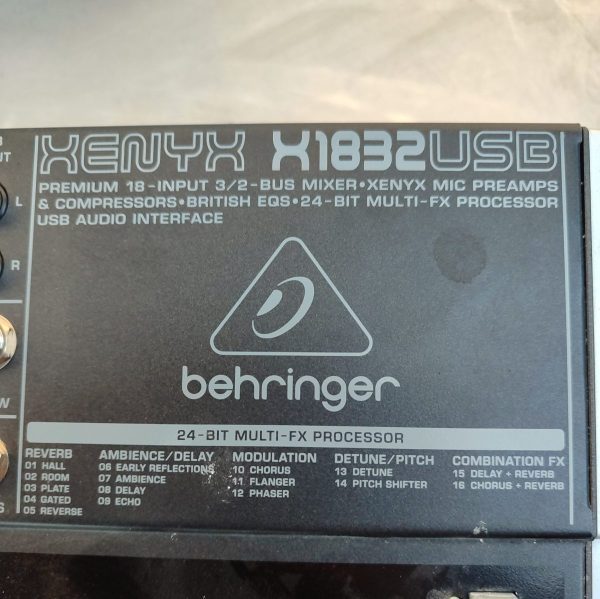 XENYX X1832USB
PREMIUM 18-INPUT 3/2-BUS MIXER•XENYX MIC PREAMPS
& COMPRESSORS•BRITISH EQS•24-BIT MULTI-FX PROCESSOR
USB AUDIO INTERFACE
L
R
behringer
24-BIT MULTI-FX PROCESSOR
REVERB
01 HALL
02 ROOM
03 PLATE
04 GATED
05 REVERSE
AMBIENCE/DELAY
06 EARLY REFLECTIONS
07 AMBIENCE
08 DELAY
09 ECHO
MODULATION
10 CHORUS
11 FLANGER
12 PHASER
DETUNE/PITCH
13 DETUNE
14 PITCH SHIFTER
COMBINATION FX
15 DELAY + REVERB
16 CHORUS + REVERB